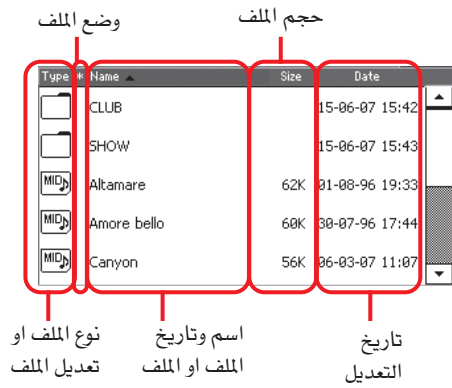 وضع الملف
حجم الملف
Type * Name Size Date
CLUB 15-06-07 15:42
SHOW 15-06-07 15:43
MID Altamare 62K 01-08-96 19:33
MID Amore bello 60K 30-07-96 17:44
MID Canyon 56K 06-03-07 11:07
نوع الملف او
تعديل الملف
اسم وتاريخ
الملف او الملف
تاريخ
التعديل